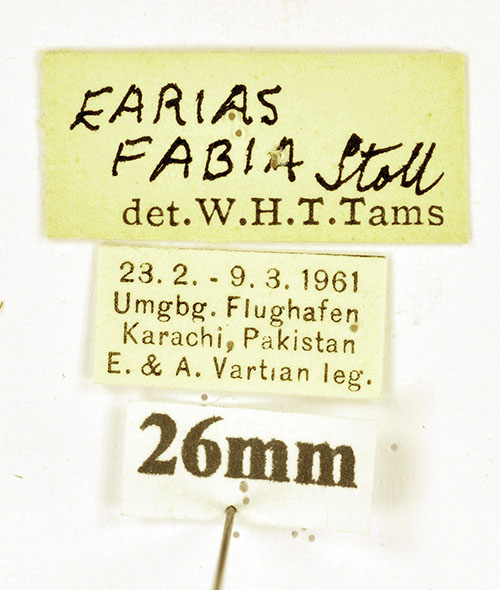 EARIAS
FABIA Stoll
det.W.H.T.Tams
23. 2. - 9. 3. 1961
Umgbg. Flughafen
Karachi, Pakistan
E. & A. Vartian leg.
26mm